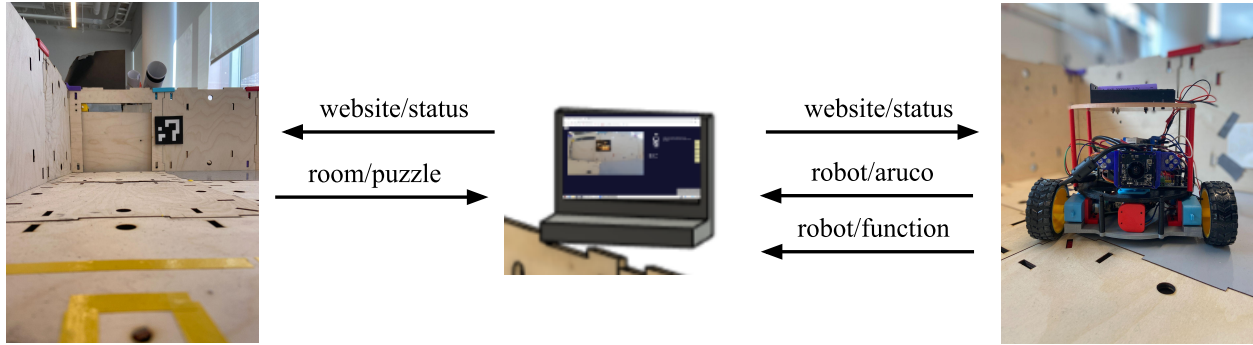 website/status
room/puzzle
website/status
robot/aruco
robot/function